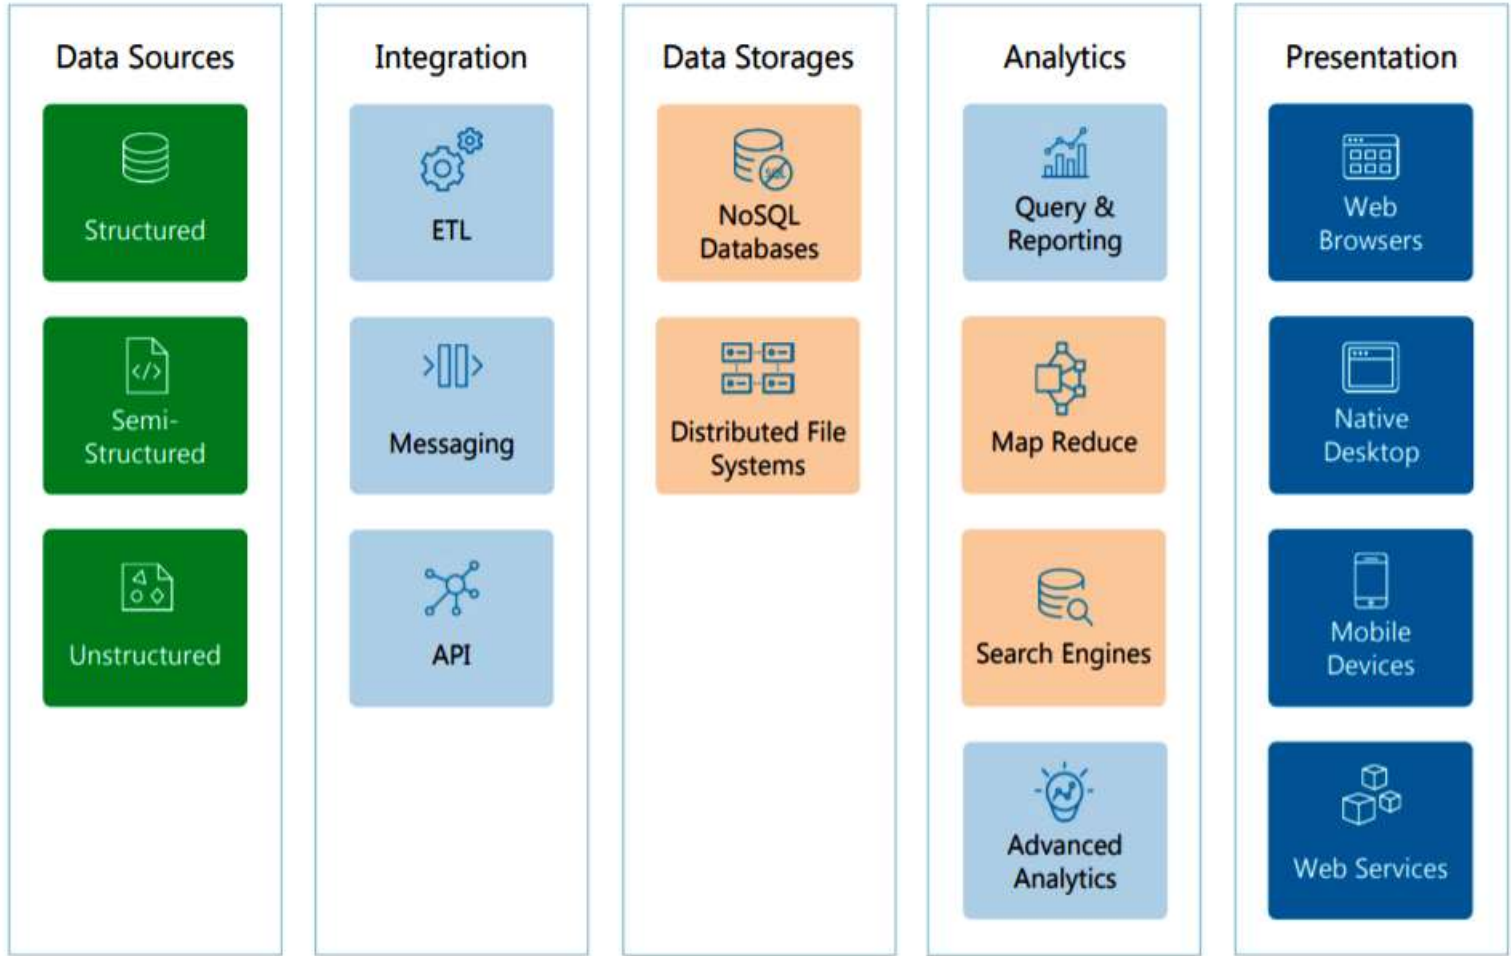 Data Sources
Structured
Semi-
Structured
Unstructured
Integration
ETL
Messaging
API
Data Storages
SQL
NoSQL
Databases
Distributed File
Systems
Analytics
Query &
Reporting
Map Reduce
Search Engines
Advanced
Analytics
Presentation
Web
Browsers
Native
Desktop
Mobile
Devices
Web Services